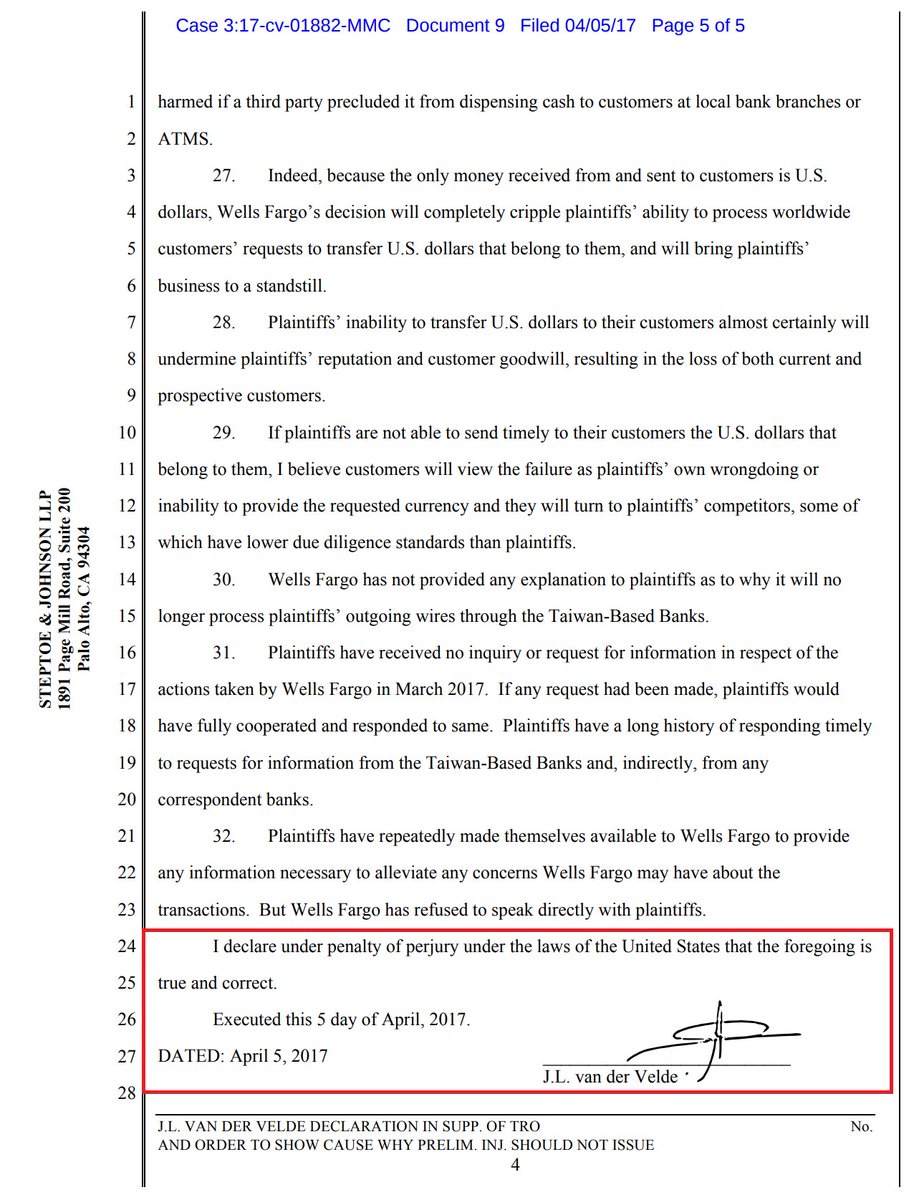 Case 3:17-cv-01882-MMC Document 9 Filed 04/05/17 Page 5 of 5
1 harmed if a third party precluded it from dispensing cash to customers at local bank branches or
2 ATMS.
3 27. Indeed, because the only money received from and sent to customers is U.S.
4 dollars, Wells Fargo’s decision will completely cripple plaintiffs’ ability to process worldwide
5 customers’ requests to transfer U.S. dollars that belong to them, and will bring plaintiffs’
6 business to a standstill.
7 28. Plaintiffs’ inability to transfer U.S. dollars to their customers almost certainly will
8 undermine plaintiffs’ reputation and customer goodwill, resulting in the loss of both current and
9 prospective customers.
10 29. If plaintiffs are not able to send timely to their customers the U.S. dollars that
11 belong to them, I believe customers will view the failure as plaintiffs’ own wrongdoing or
12 inability to provide the requested currency and they will turn to plaintiffs’ competitors, some of
13 which have lower due diligence standards than plaintiffs.
14 30. Wells Fargo has not provided any explanation to plaintiffs as to why it will no
15 longer process plaintiffs’ outgoing wires through the Taiwan-Based Banks.
16 31. Plaintiffs have received no inquiry or request for information in respect of the
17 actions taken by Wells Fargo in March 2017. If any request had been made, plaintiffs would
18 have fully cooperated and responded to same. Plaintiffs have a long history of responding timely
19 to requests for information from the Taiwan-Based Banks and, indirectly, from any
20 correspondent banks.
21 32. Plaintiffs have repeatedly made themselves available to Wells Fargo to provide
22 any information necessary to alleviate any concerns Wells Fargo may have about the
23 transactions. But Wells Fargo has refused to speak directly with plaintiffs.
24 I declare under penalty of perjury under the laws of the United States that the foregoing is
25 true and correct.
26 Executed this 5 day of April, 2017.
27 DATED: April 5, 2017
J.L. van der Velde
28
STEPTOE & JOHNSON LLP
1891 Page Mill Road, Suite 200
Palo Alto, CA 94304
J.L. VAN DER VELDE DECLARATION IN SUPP. OF TRO No.
AND ORDER TO SHOW CAUSE WHY PRELIM. INJ. SHOULD NOT ISSUE
4